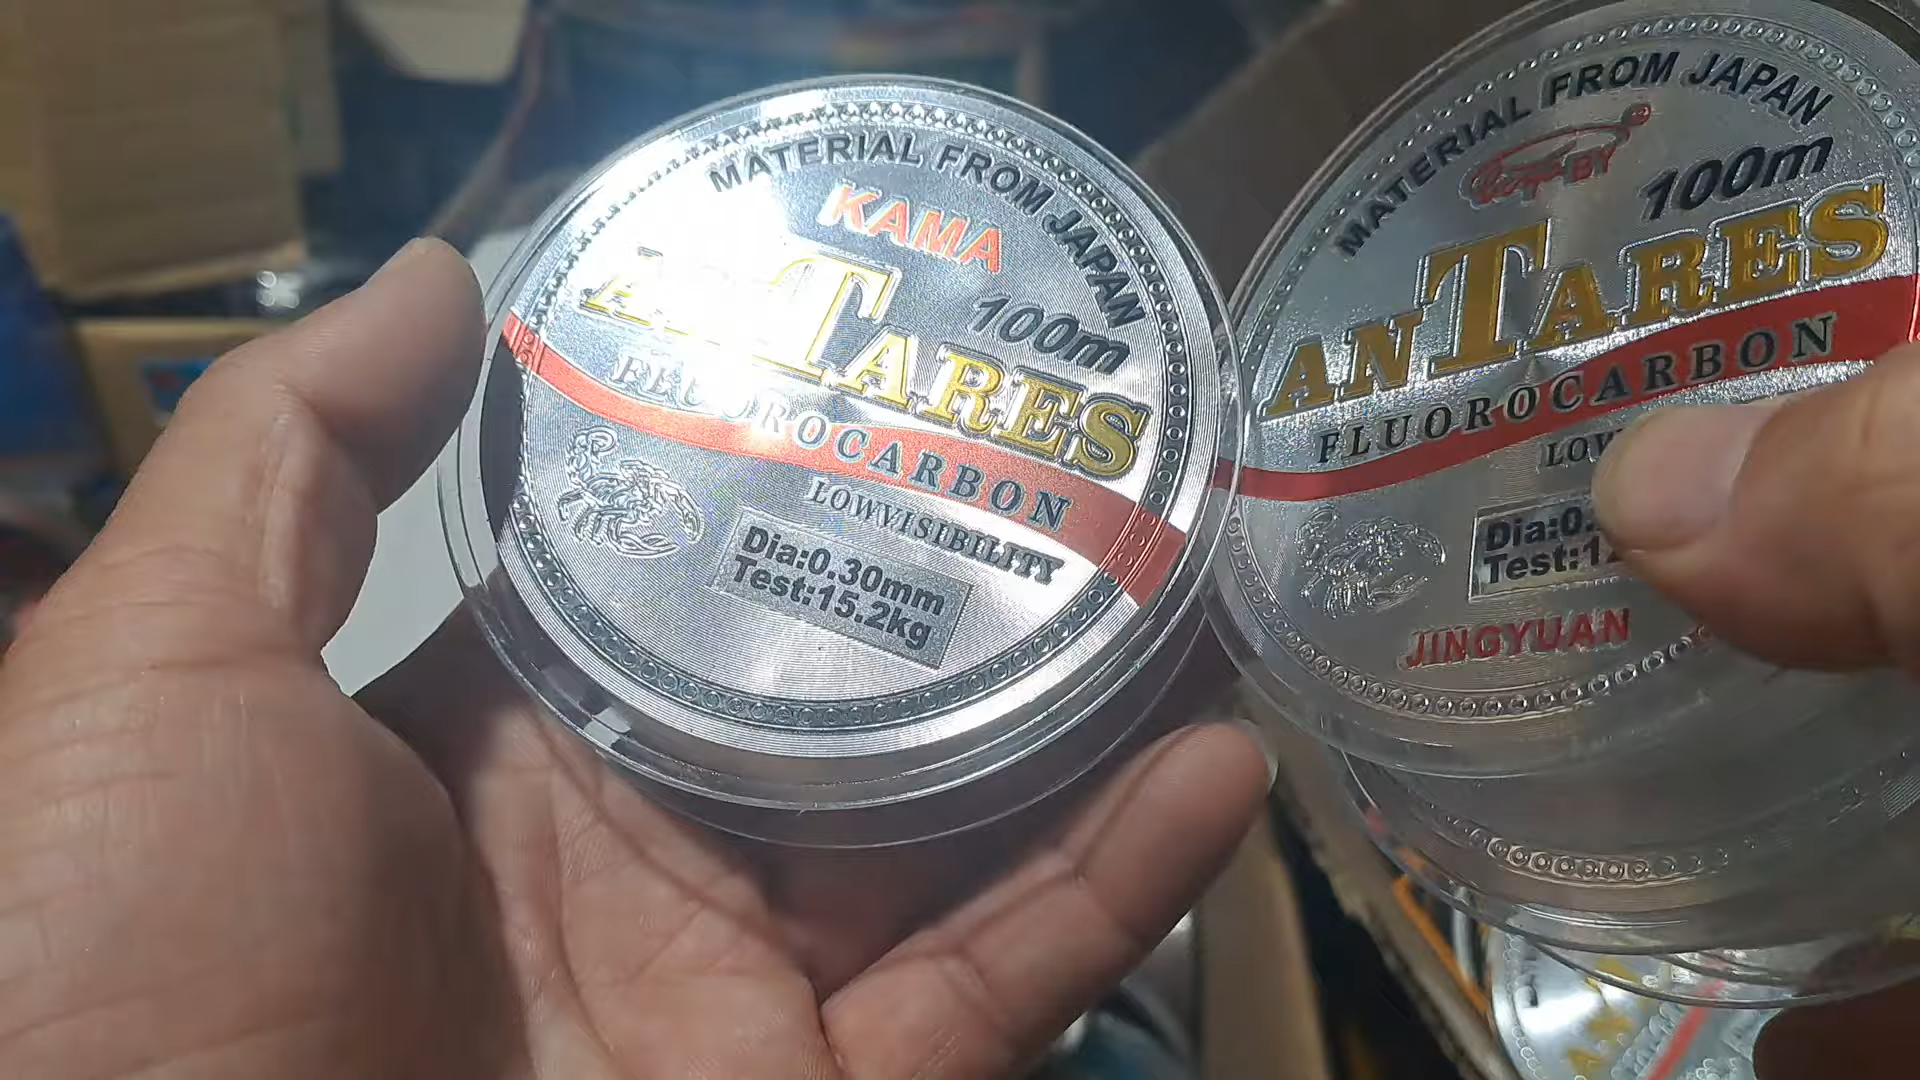 MATERIAL FROM JAPAN
KAMA
ANTARES
100m
FLUOROCARBON
LOWVISIBILITY
Dia:0.30mm
Test:15.2kg
MATERIAL FROM JAPAN
BY
100m
ANTARES
FLUOROCARBON
Dia:0.
Test:1
JINGYUAN